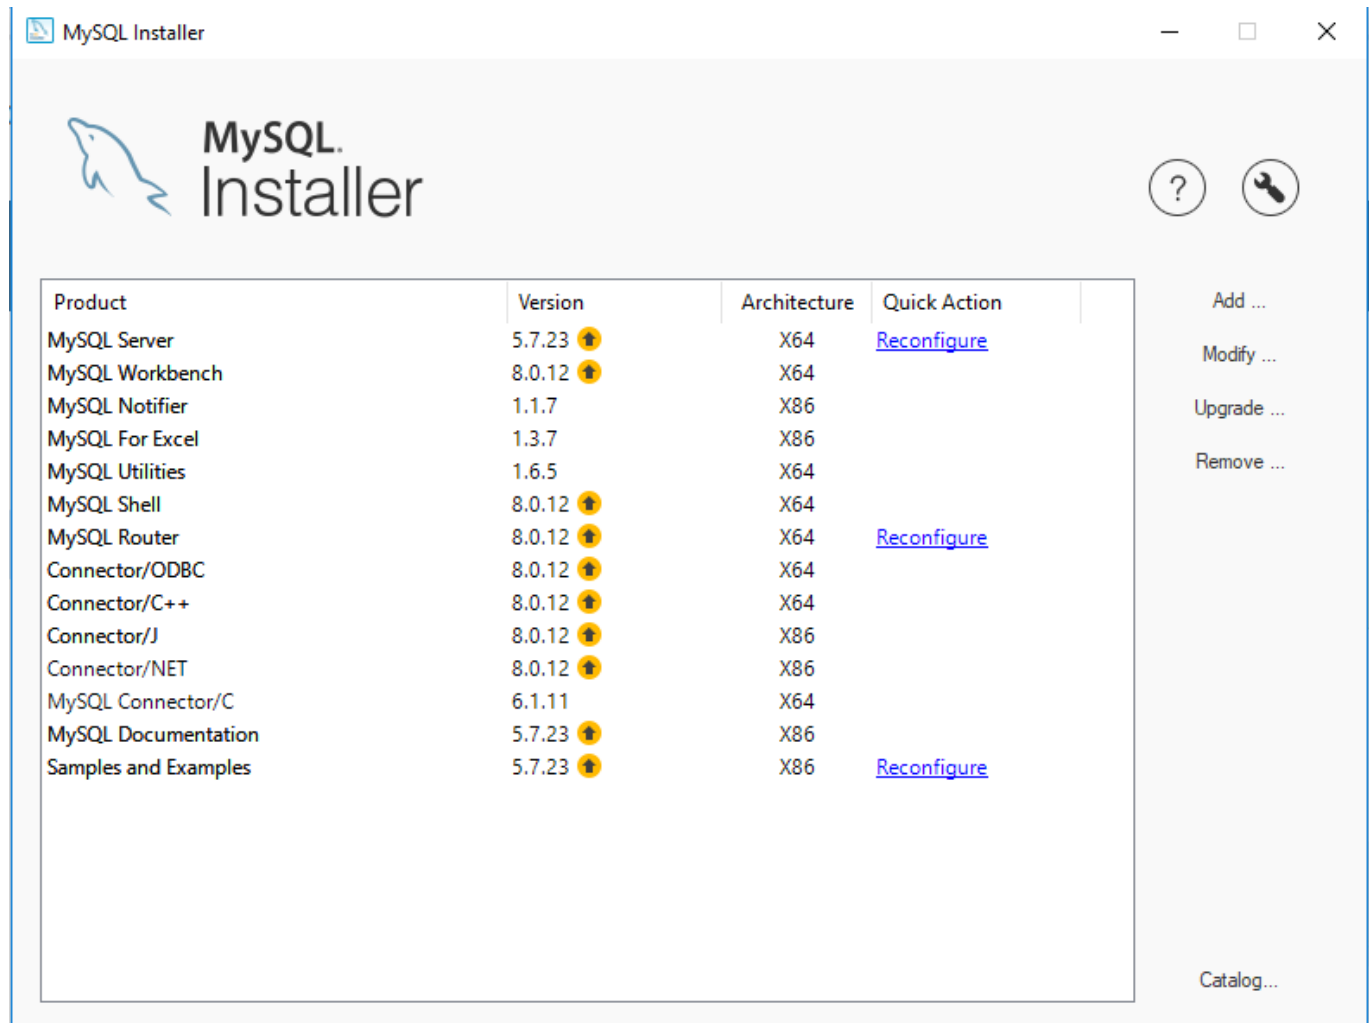 MySQL Installer
MySQL.
Installer
?
Product Version Architecture Quick Action
MySQL Server 5.7.23 X64 Reconfigure
MySQL Workbench 8.0.12 X64
MySQL Notifier 1.1.7 X86
MySQL For Excel 1.3.7 X86
MySQL Utilities 1.6.5 X64
MySQL Shell 8.0.12 X64
MySQL Router 8.0.12 X64 Reconfigure
Connector/ODBC 8.0.12 X64
Connector/C++ 8.0.12 X64
Connector/J 8.0.12 X86
Connector/NET 8.0.12 X86
MySQL Connector/C 6.1.11 X64
MySQL Documentation 5.7.23 X86
Samples and Examples 5.7.23 X86 Reconfigure
Add ...
Modify ...
Upgrade ...
Remove ...
Catalog...